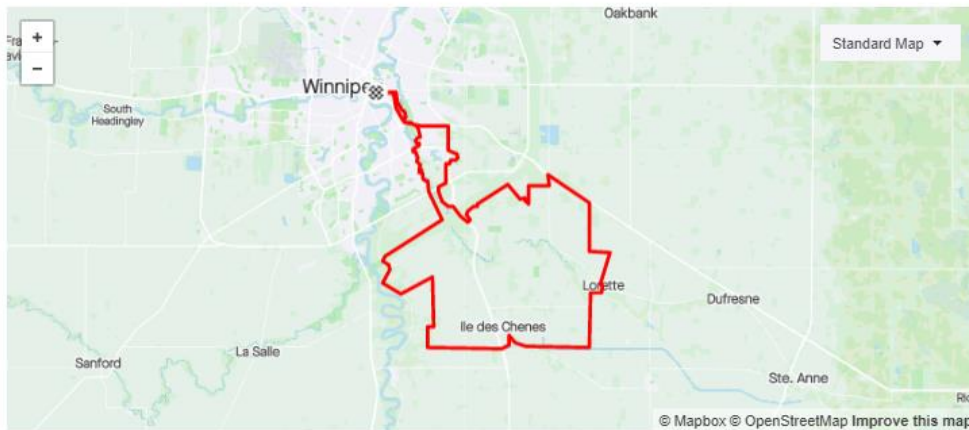 Oakbank
+
−
Standard Map
Winnipe
South
Headingley
Lorette
Dufresne
Ile des Chenes
La Salle
Sanford
Ste. Anne
© Mapbox © OpenStreetMap Improve this map